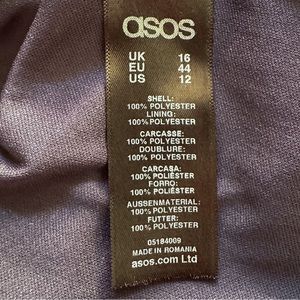 asos
UK 16
EU 44
US 12
SHELL:
100% POLYESTER
LINING:
100% POLYESTER
CARCASSE:
100% POLYESTER
DOUBLURE:
100% POLYESTER
CARCASA:
100% POLIÉSTER
FORRO:
100% POLIÉSTER
AUSSENMATERIAL:
100% POLYESTER
FUTTER:
100% POLYESTER
05184009
MADE IN ROMANIA
asos.com Ltd